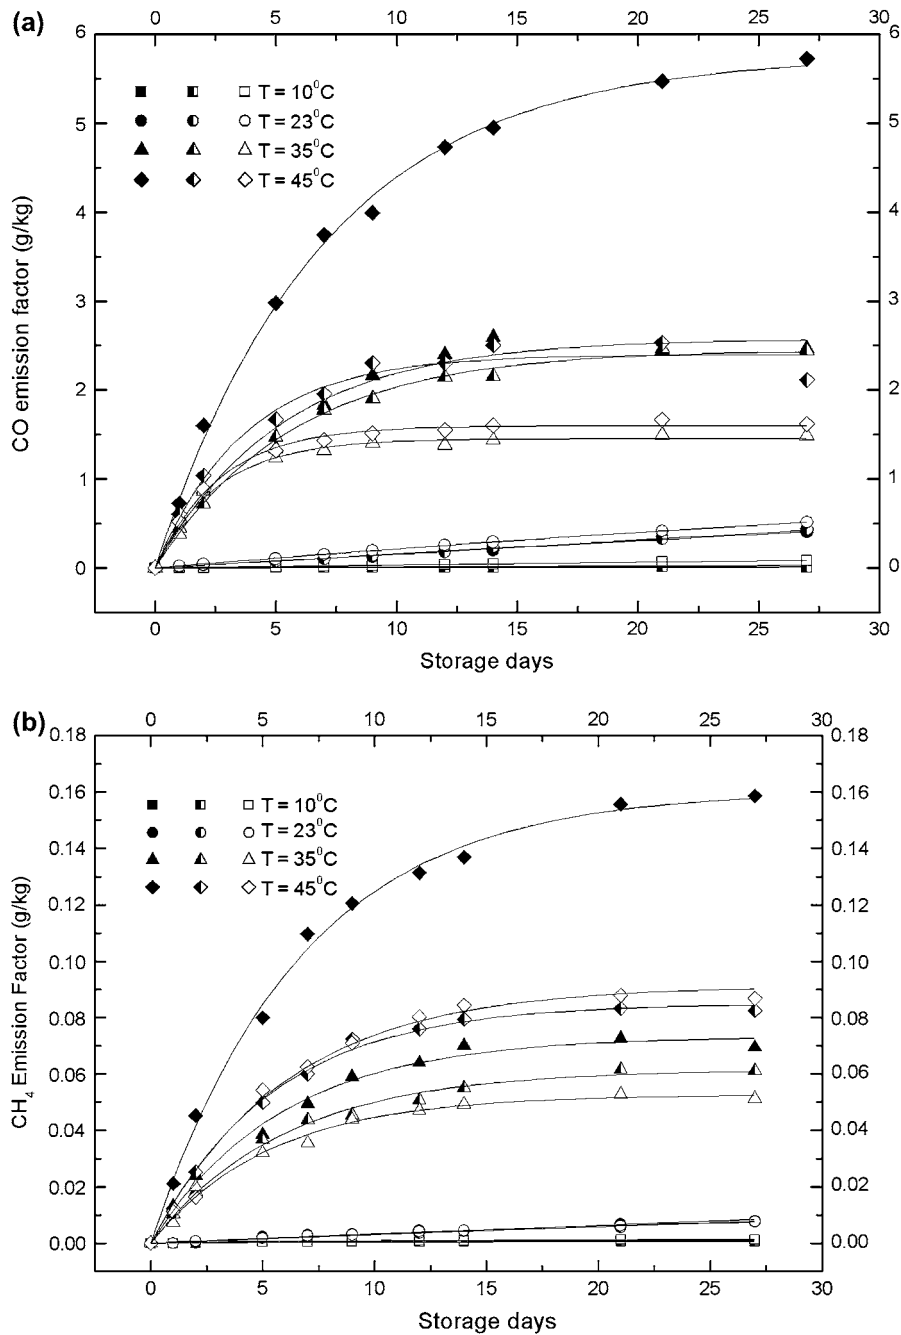 (a)
0 5 10 15 20 25 30
6 6
5 5
4 4
3 3
2 2
1 1
0 0
T = 10⁰C
T = 23⁰C
T = 35⁰C
T = 45⁰C
CO emission factor (g/kg)
0 5 10 15 20 25 30
Storage days
(b)
0 5 10 15 20 25 30
0.18 0.18
0.16 0.16
0.14 0.14
0.12 0.12
0.10 0.10
0.08 0.08
0.06 0.06
0.04 0.04
0.02 0.02
0.00 0.00
T = 10⁰C
T = 23⁰C
T = 35⁰C
T = 45⁰C
CH₄ Emission Factor (g/kg)
0 5 10 15 20 25 30
Storage days